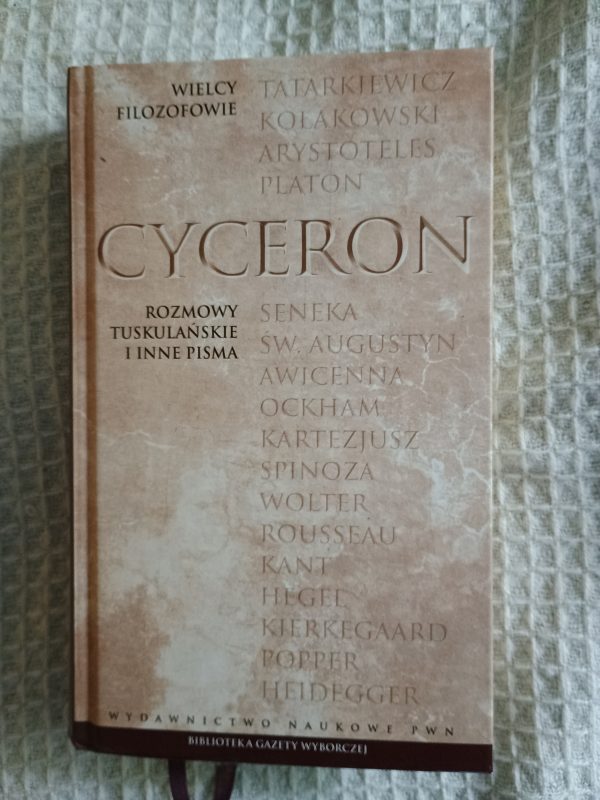 WIELCY
FILOZOFOWIE
TATARKIEWICZ
KOŁAKOWSKI
ARYSTOTELES
PLATON
CYCERON
ROZMOWY
TUSKULAŃSKIE
I INNE PISMA
SENEKA
ŚW. AUGUSTYN
AWICENNA
OCKHAM
KARTEZJUSZ
SPINOZA
WOLTER
ROUSSEAU
KANT
HEGEL
KIERKEGAARD
POPPER
HEIDEGGER
WYDAWNICTWO NAUKOWE PWN
BIBLIOTEKA GAZETY WYBORCZEJ